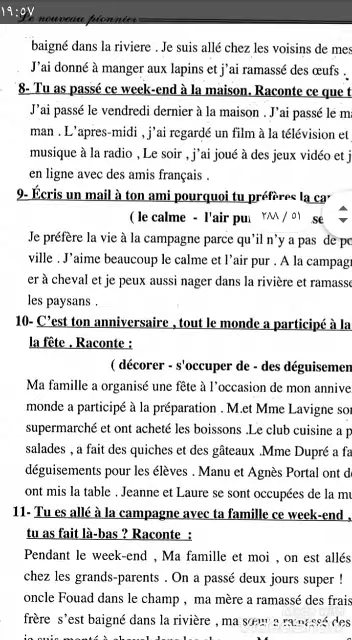 ١٩:٥٧
Le nouveau pionnier
baigné dans la riviere . Je suis allé chez les voisins de mes
J'ai donné à manger aux lapins et j'ai ramassé des œufs .
8- Tu as passé ce week-end à la maison. Raconte ce que t
J'ai passé le vendredi dernier à la maison . J'ai passé le
man . L'apres-midi , j'ai regardé un film à la télévision et
musique à la radio , Le soir , j'ai joué à des jeux vidéo et j
en ligne avec des amis français .
9- Écris un mail à ton ami pourquoi tu préfères la
( le calme - l'air
٥١ / ٢٨٨
Je préfère la vie à la campagne parce qu'il n'y a pas de
ville . J'aime beaucoup le calme et l'air pur . A la campag
er à cheval et je peux aussi nager dans la rivière et ramasse
les paysans .
10- C'est ton anniversaire , tout le monde a participé à la
la fête . Raconte :
( décorer - s'occuper de - des déguisemen
Ma famille a organisé une fête à l'occasion de mon annive
monde a participé à la préparation . M.et Mme Lavigne so
supermarché et ont acheté les boissons .Le club cuisine a p
salades , a fait des quiches et des gâteaux .Mme Dupré a fa
déguisements pour les élèves . Manu et Agnès Portal ont d
ont mis la table . Jeanne et Laure se sont occupées de la mu
11- Tu es allé à la campagne avec ta famille ce week-end ,
tu as fait là-bas ? Raconte :
Pendant le week-end , Ma famille et moi , on est allés
chez les grands-parents . On a passé deux jours super !
oncle Fouad dans le champ , ma mère a ramassé des frais
frère s'est baigné dans la rivière , ma sœur a ramassé des